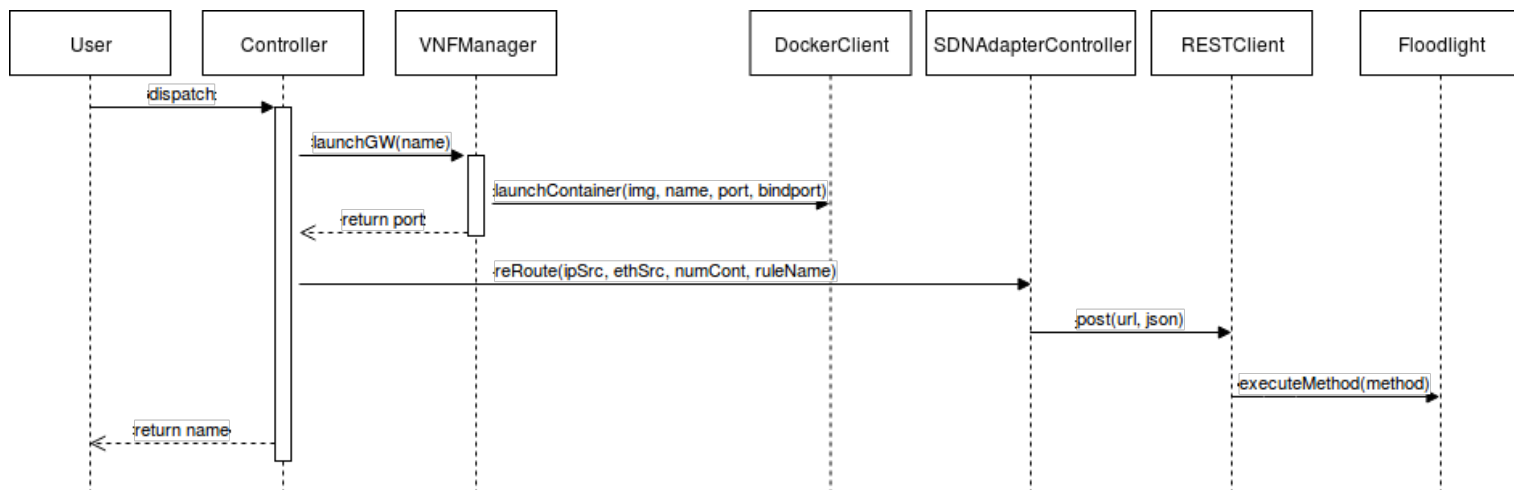 User
Controller
VNFManager
DockerClient
SDNAdapterController
RESTClient
Floodlight
dispatch
launchGW(name)
launchContainer(img, name, port, bindport)
return port
reRoute(ipSrc, ethSrc, numCont, ruleName)
post(url, json)
executeMethod(method)
return name